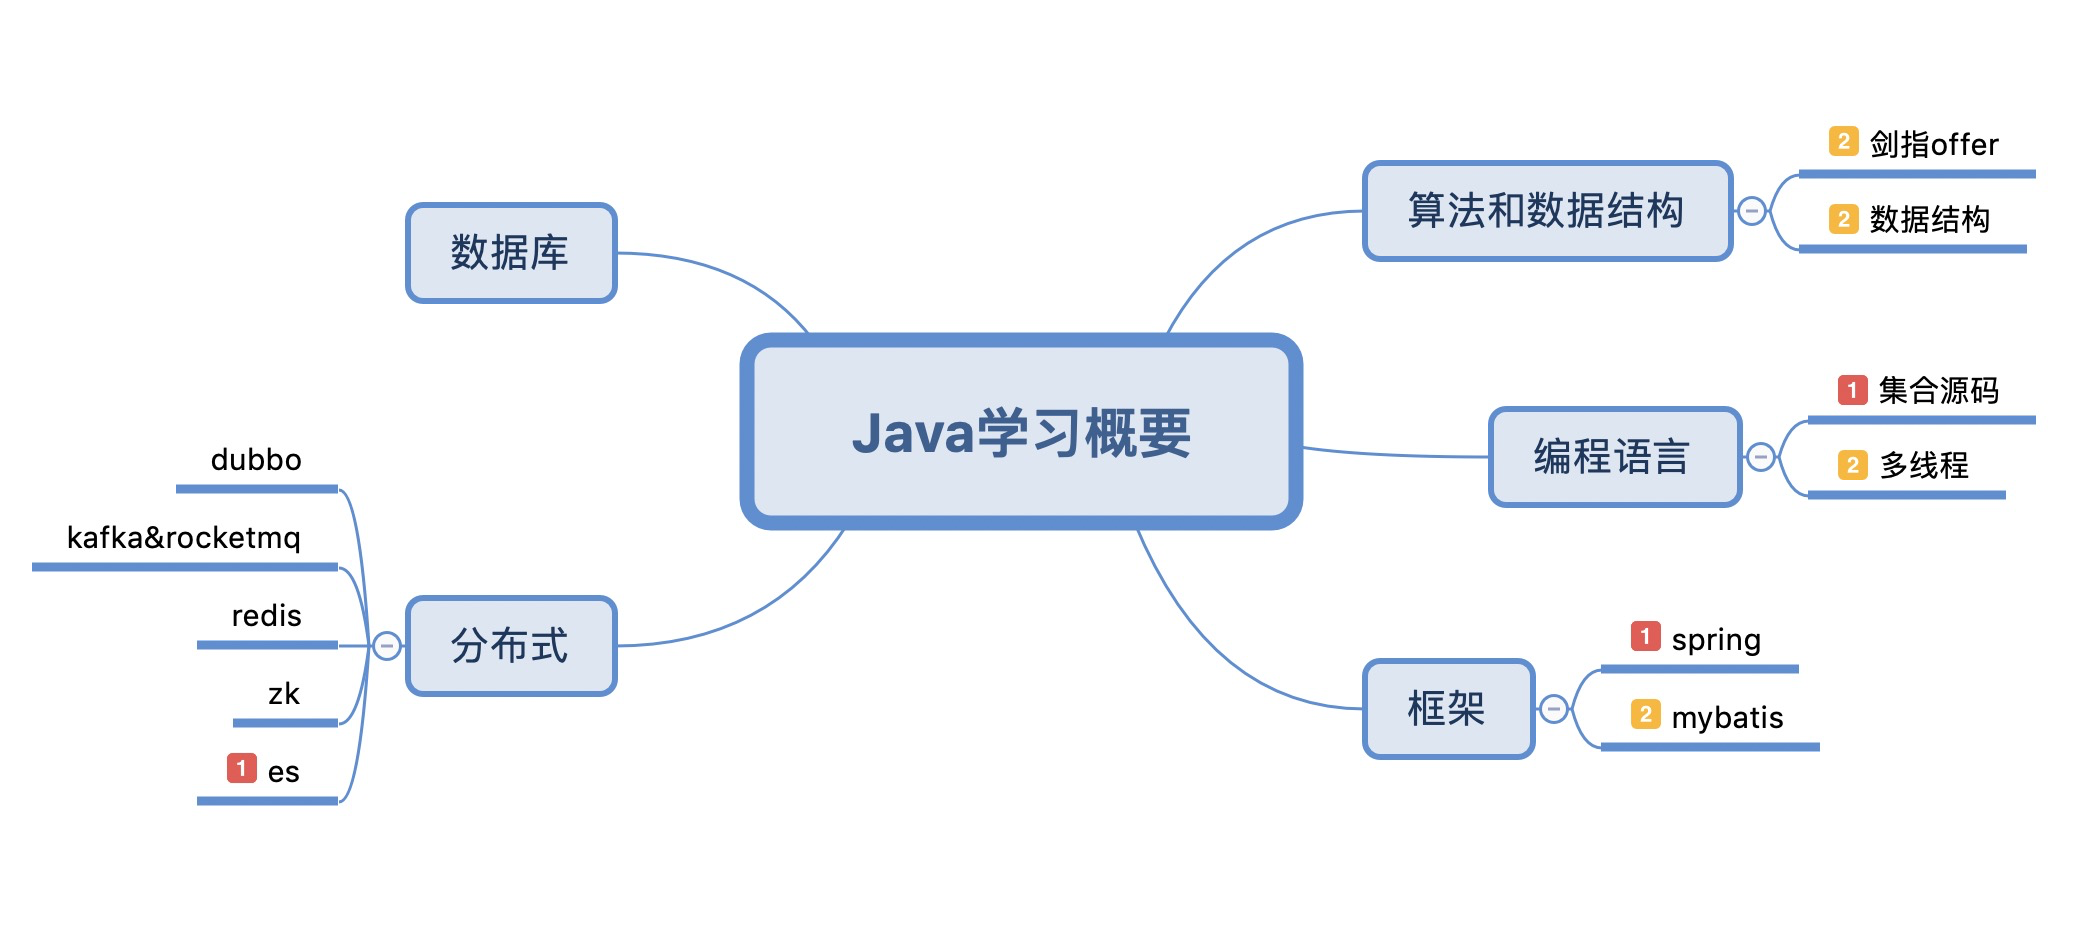 Java学习概要
算法和数据结构
2 剑指offer
2 数据结构
编程语言
1 集合源码
2 多线程
框架
1 spring
2 mybatis
数据库
分布式
dubbo
kafka&rocketmq
redis
zk
1 es